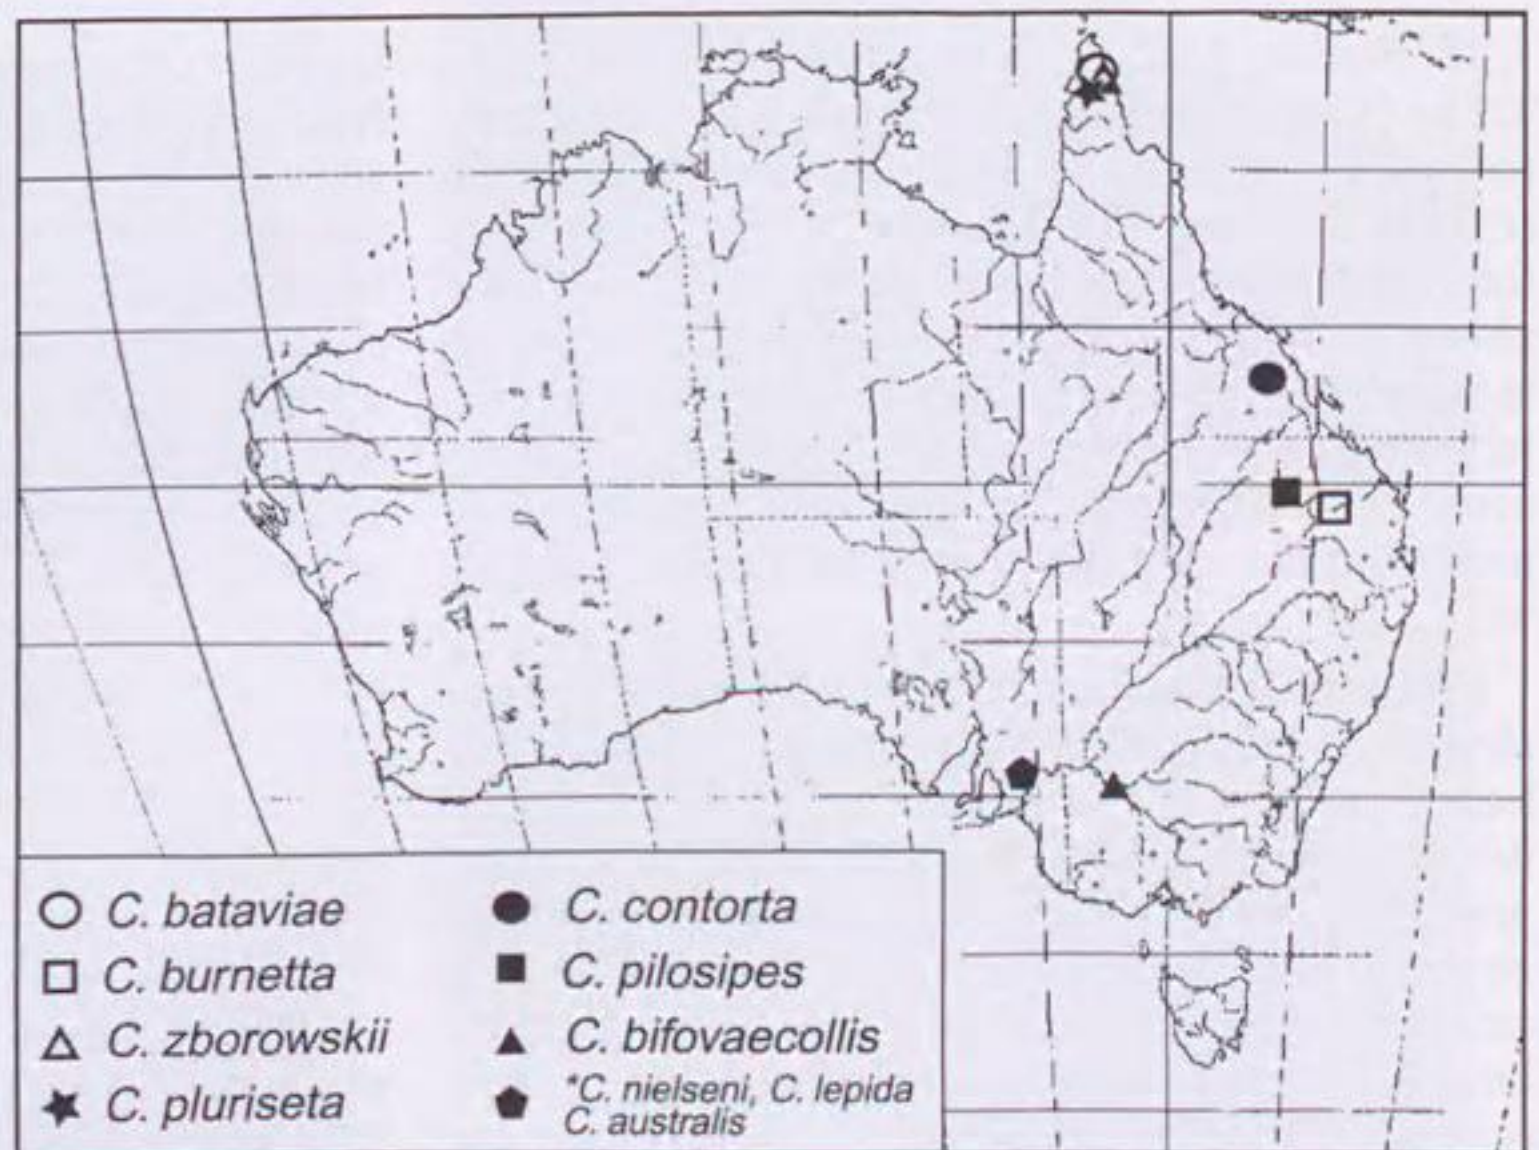 C. bataviae
C. burnetta
C. zborowskii
C. pluriseta
C. contorta
C. pilosipes
C. bifovaecollis
*C. nielseni, C. lepida
C. australis